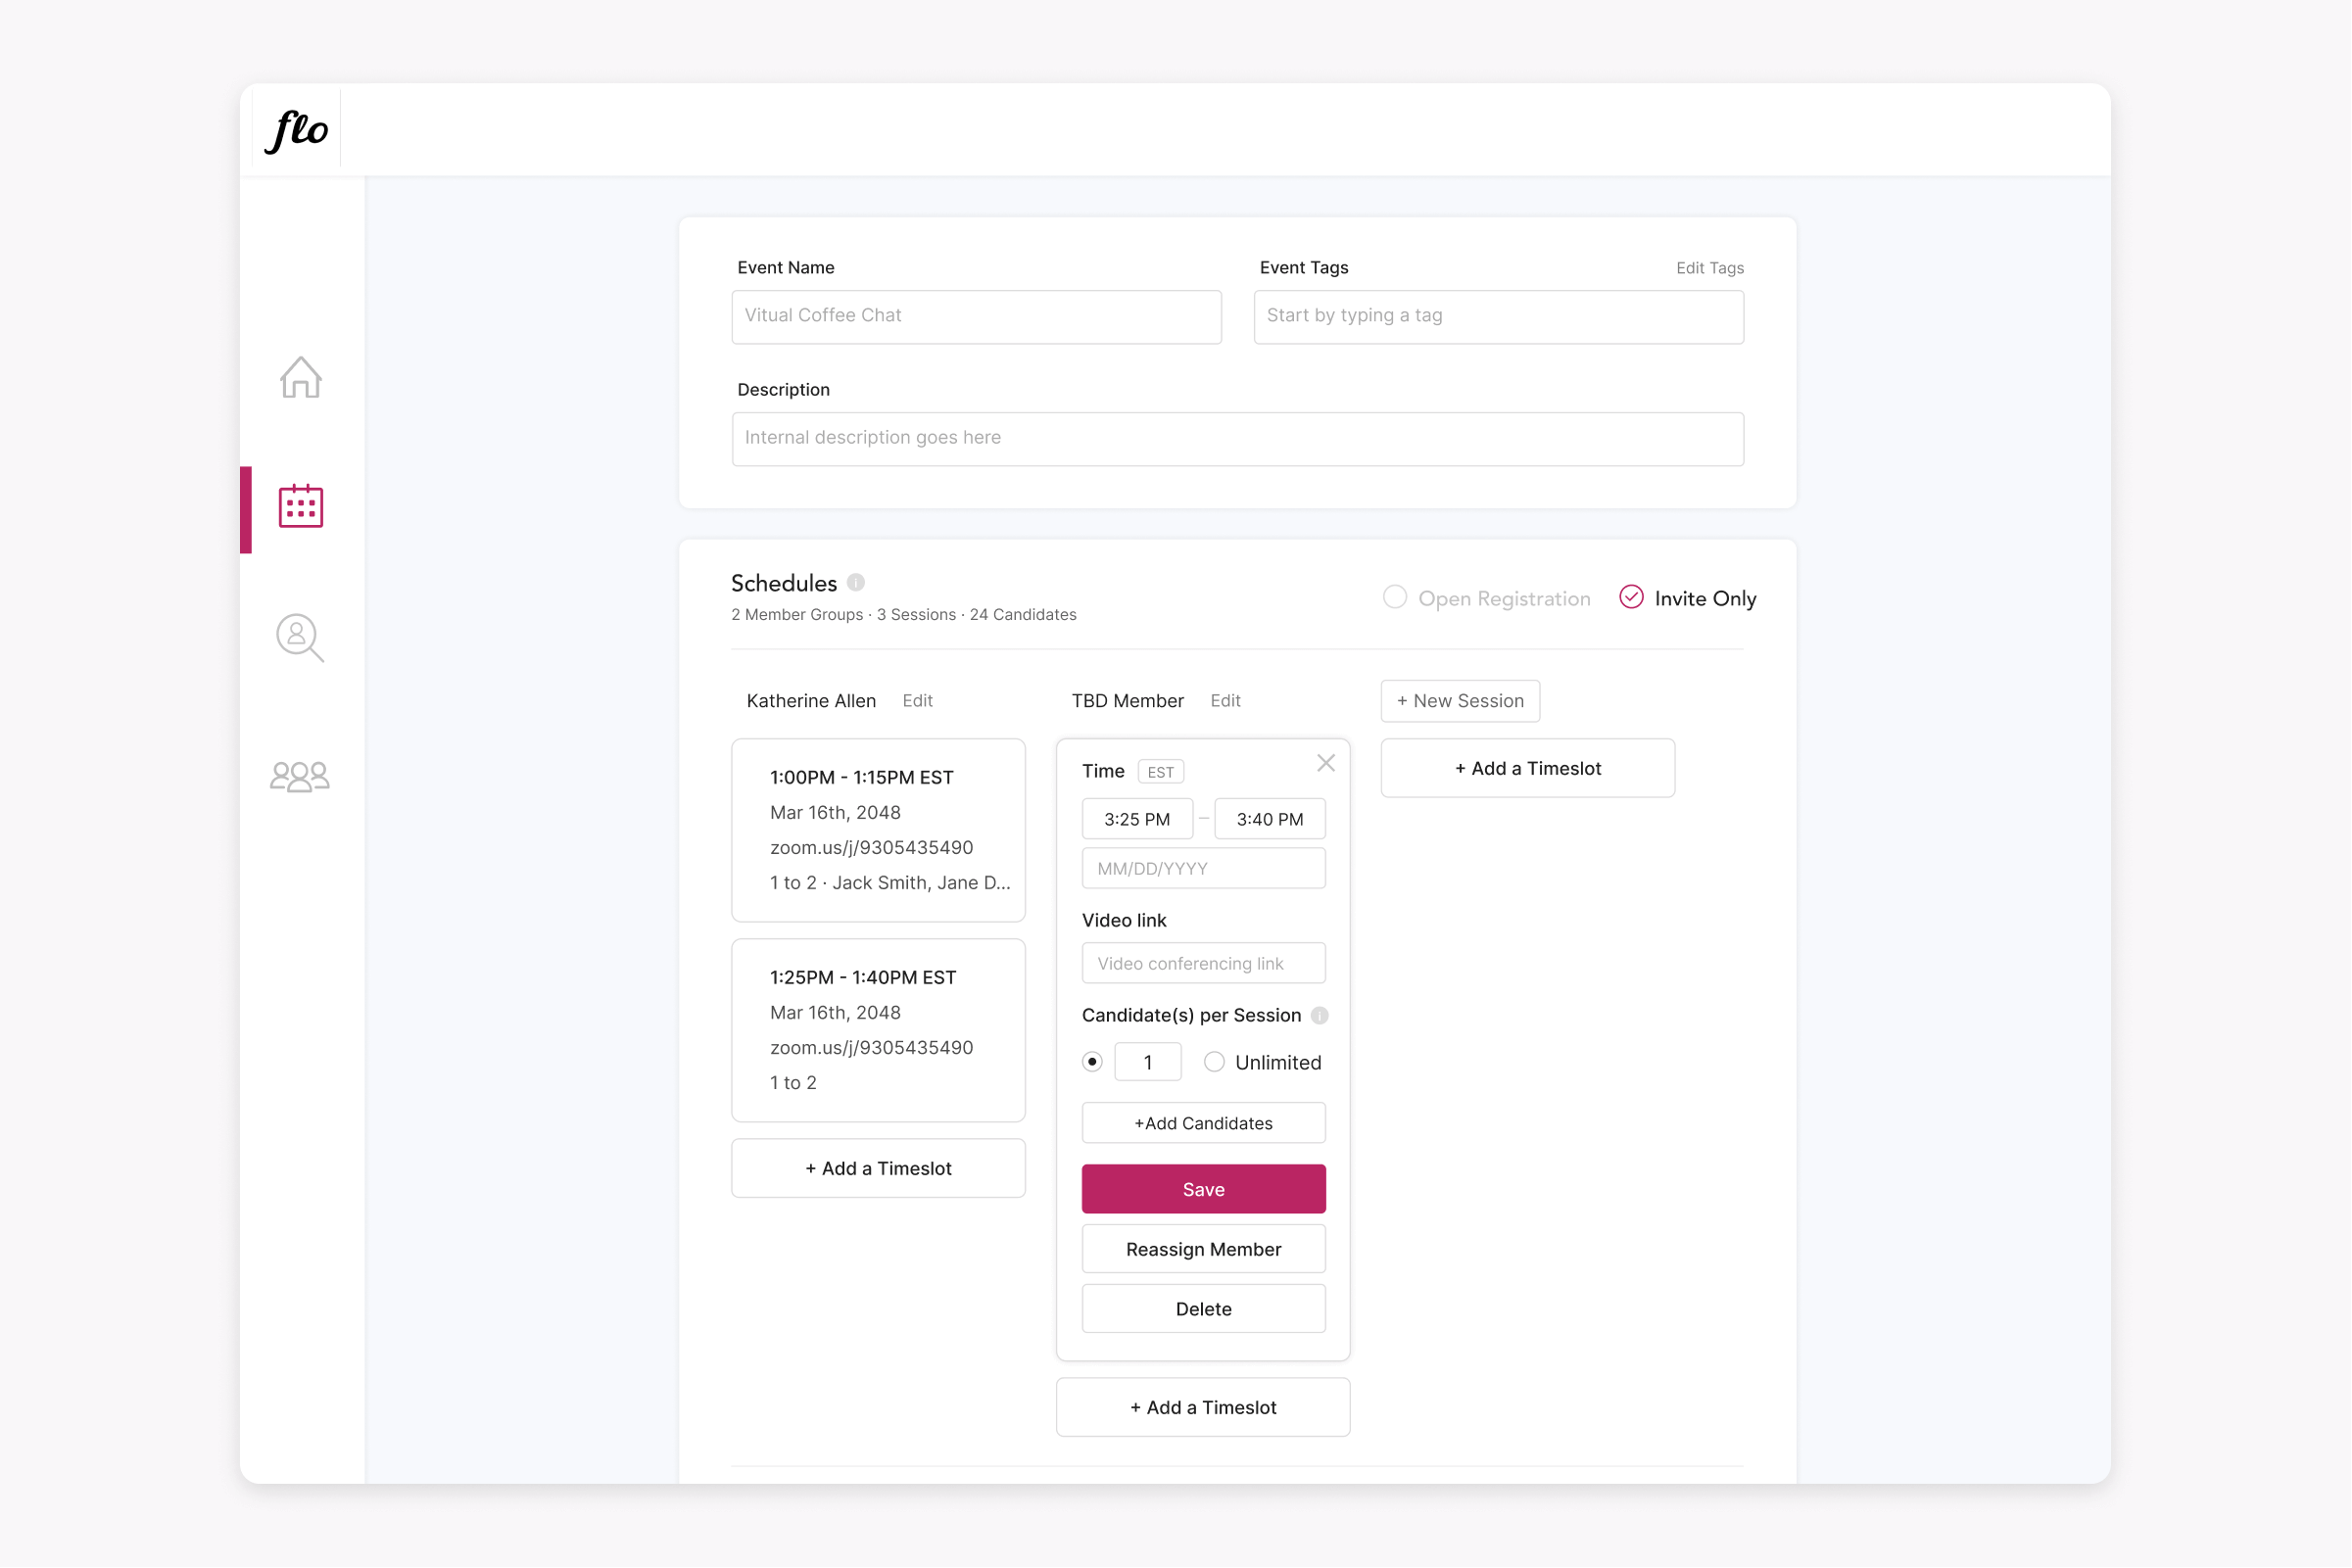 flo
Event Name
Vitual Coffee Chat
Event Tags
Edit Tags
Start by typing a tag
Description
Internal description goes here
Schedules i
2 Member Groups · 3 Sessions · 24 Candidates
Open Registration
Invite Only
Katherine Allen Edit
1:00PM - 1:15PM EST
Mar 16th, 2048
zoom.us/j/9305435490
1 to 2 · Jack Smith, Jane D...
1:25PM - 1:40PM EST
Mar 16th, 2048
zoom.us/j/9305435490
1 to 2
+ Add a Timeslot
TBD Member Edit
Time EST
3:25 PM – 3:40 PM
MM/DD/YYYY
Video link
Video conferencing link
Candidate(s) per Session i
1 Unlimited
+Add Candidates
Save
Reassign Member
Delete
+ Add a Timeslot
+ New Session
+ Add a Timeslot